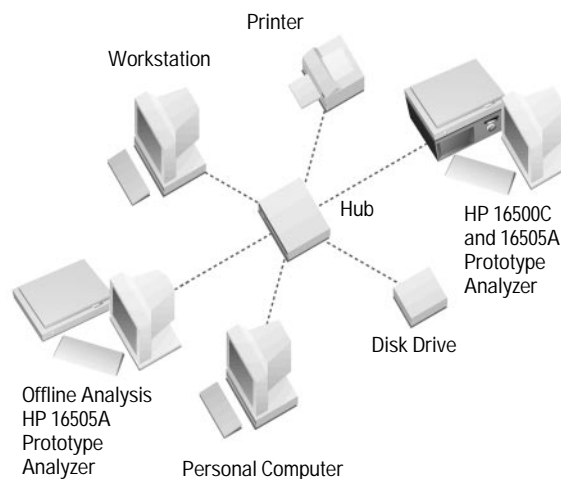 Printer
Workstation
Hub
HP 16500C
and 16505A
Prototype
Analyzer
Disk Drive
Offline Analysis
HP 16505A
Prototype
Analyzer
Personal Computer